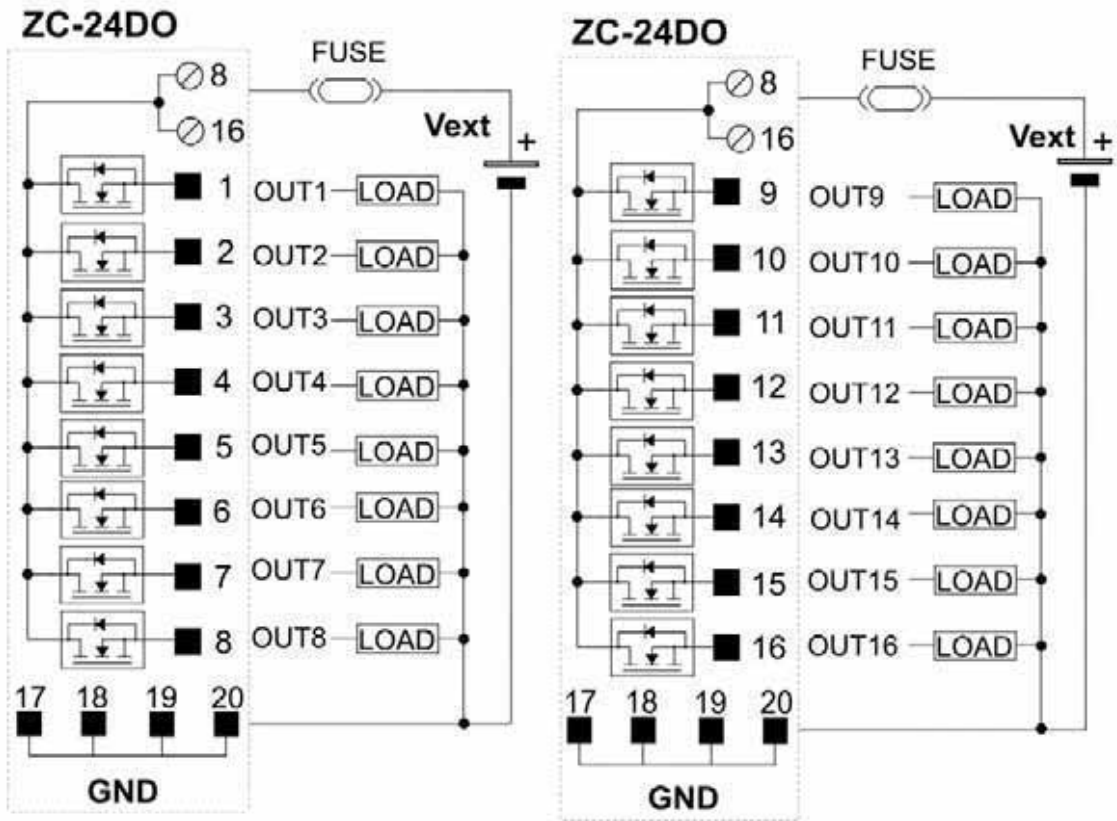 ZC-24DO
FUSE
8
16
Vext +
1 OUT1 LOAD
2 OUT2 LOAD
3 OUT3 LOAD
4 OUT4 LOAD
5 OUT5 LOAD
6 OUT6 LOAD
7 OUT7 LOAD
8 OUT8 LOAD
17 18 19 20
GND
ZC-24DO
FUSE
8
16
Vext +
9 OUT9 LOAD
10 OUT10 LOAD
11 OUT11 LOAD
12 OUT12 LOAD
13 OUT13 LOAD
14 OUT14 LOAD
15 OUT15 LOAD
16 OUT16 LOAD
17 18 19 20
GND